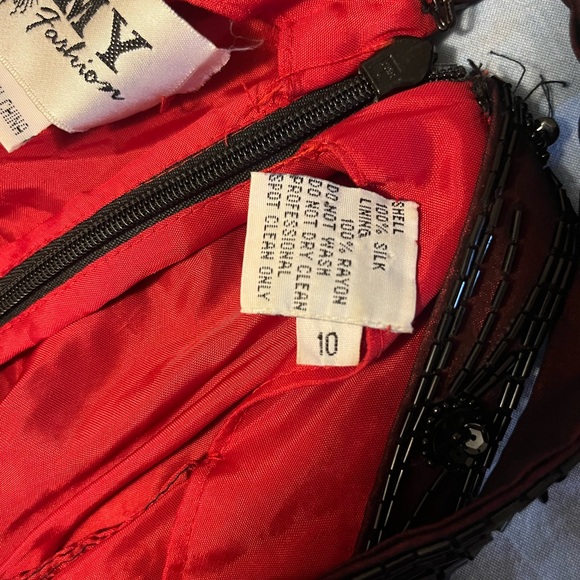 MY
Fashion
CHINA
SHELL
100% SILK
LINING
100% RAYON
DO NOT WASH
DO NOT DRY CLEAN
PROFESSIONAL
SPOT CLEAN ONLY
10